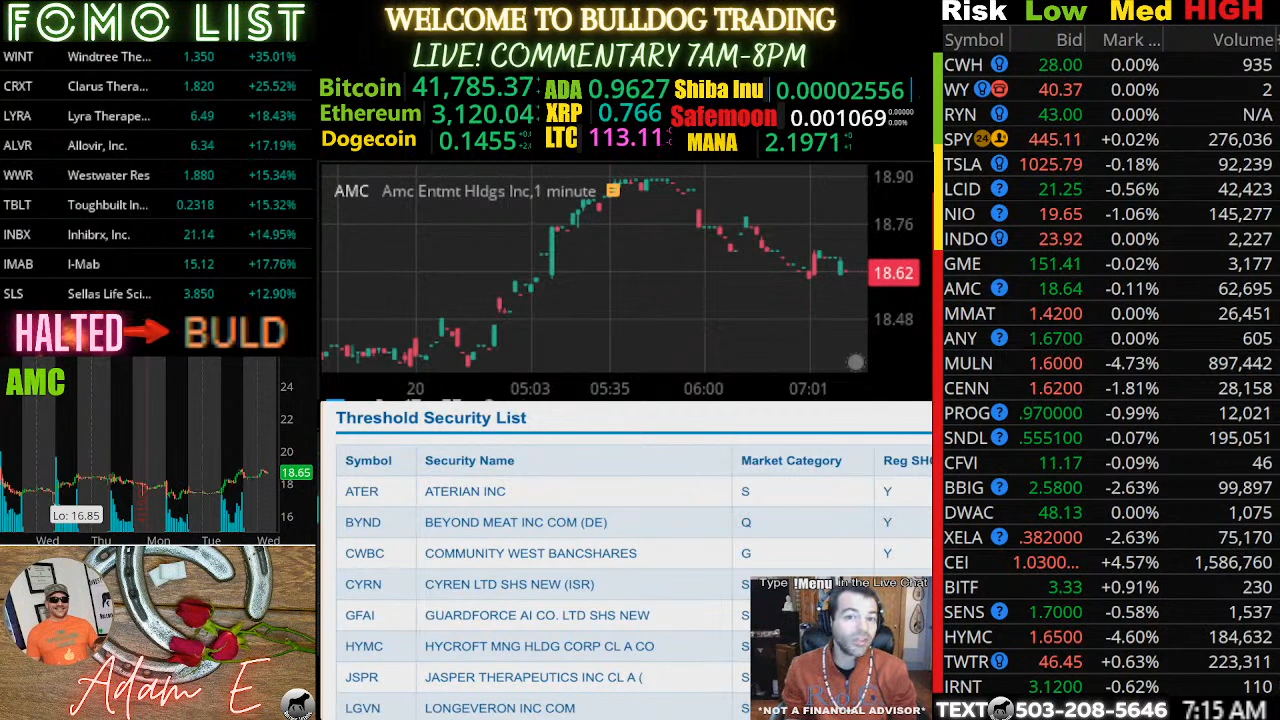 FOMO LIST
WINT Windtree The... 1.350 +35.01%
CRXT Clarus Thera... 1.820 +25.52%
LYRA Lyra Therape... 6.49 +18.43%
ALVR Allovir, Inc. 6.34 +17.19%
WWR Westwater Res 1.880 +15.34%
TBLT Toughbuilt In... 0.2318 +15.32%
INBX Inhibrx, Inc. 21.14 +14.95%
IMAB I-Mab 15.12 +17.76%
SLS Sellas Life Sci... 3.850 +12.90%
HALTED BULD
AMC
24
22
20
18.65
18
16
Lo: 16.85
Wed Thu Mon Tue Wed
Adam E
WELCOME TO BULLDOG TRADING
LIVE! COMMENTARY 7AM-8PM
Bitcoin 41,785.37 ADA 0.9627 Shiba Inu 0.00002556
Ethereum 3,120.04 XRP 0.766 Safemoon 0.001069 0.00000 0.00%
Dogecoin 0.1455 LTC 113.11 MANA 2.1971
AMC Amc Entmt Hldgs Inc,1 minute
18.90
18.76
18.62
18.48
20 05:03 05:35 06:00 07:01
Threshold Security List
Symbol Security Name Market Category Reg SH
ATER ATERIAN INC S Y
BYND BEYOND MEAT INC COM (DE) Q Y
CWBC COMMUNITY WEST BANCSHARES G Y
CYRN CYREN LTD SHS NEW (ISR) S
GFAI GUARDFORCE AI CO. LTD SHS NEW S
HYMC HYCROFT MNG HLDG CORP CL A CO S
JSPR JASPER THERAPEUTICS INC CL A ( S
LGVN LONGEVERON INC COM S
Type !Menu in the Live Chat
*NOT A FINANCIAL ADVISOR*
Risk Low Med HIGH
Symbol Bid Mark ... Volume
CWH 28.00 0.00% 935
WY 40.37 0.00% 2
RYN 43.00 0.00% N/A
SPY 24 445.11 +0.02% 276,036
TSLA 1025.79 -0.18% 92,239
LCID 21.25 -0.56% 42,423
NIO 19.65 -1.06% 145,277
INDO 23.92 0.00% 2,227
GME 151.41 -0.02% 3,177
AMC 18.64 -0.11% 62,695
MMAT 1.4200 0.00% 26,451
ANY 1.6700 0.00% 605
MULN 1.6000 -4.73% 897,442
CENN 1.6200 -1.81% 28,158
PROG .970000 -0.99% 12,021
SNDL .555100 -0.07% 195,051
CFVI 11.17 -0.09% 46
BBIG 2.5800 -2.63% 99,897
DWAC 48.13 0.00% 1,075
XELA .382000 -2.63% 75,170
CEI 1.0300... +4.57% 1,586,760
BITF 3.33 +0.91% 230
SENS 1.7000 -0.58% 1,537
HYMC 1.6500 -4.60% 184,632
TWTR 46.45 +0.63% 223,311
IRNT 3.1200 -0.62% 110
TEXT 503-208-5646 7:15 AM